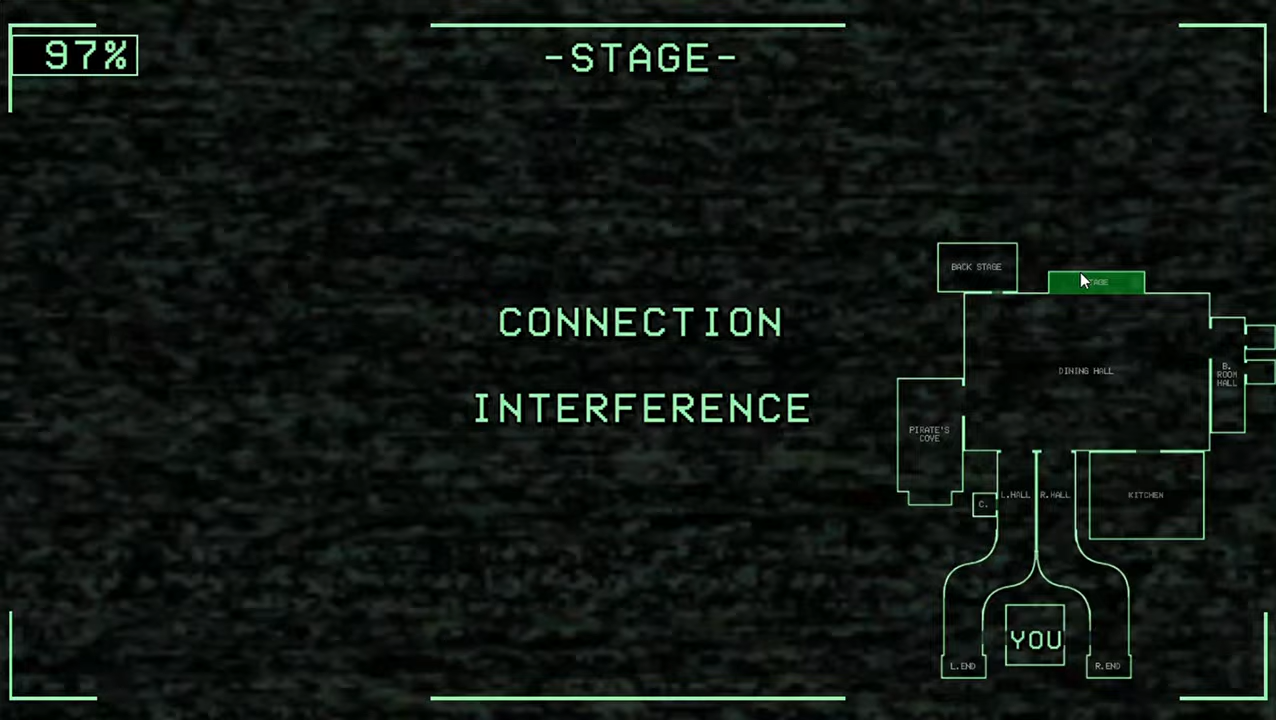 97%
-STAGE-
CONNECTION
INTERFERENCE
BACK STAGE
DINING HALL
B.
ROOM
HALL
PIRATE'S
COVE
L.HALL
R.HALL
KITCHEN
C.
YOU
L.END
R.END